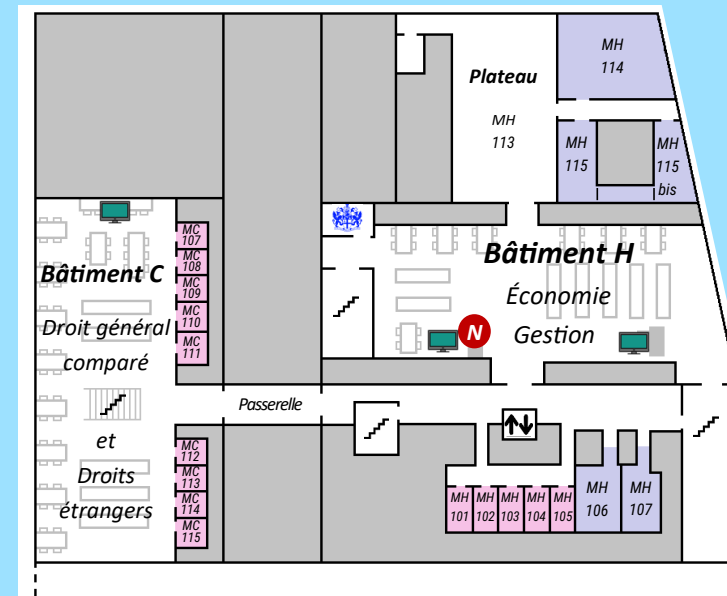 MH
114
Plateau
MH
113
MH
115
MH
115
bis
MC
107
MC
108
MC
109
MC
110
MC
111
Bâtiment C
Droit général
comparé
et
Droits
étrangers
Bâtiment H
Économie
Gestion
N
Passerelle
MC
112
MC
113
MC
114
MC
115
MH
101
MH
102
MH
103
MH
104
MH
105
MH
106
MH
107